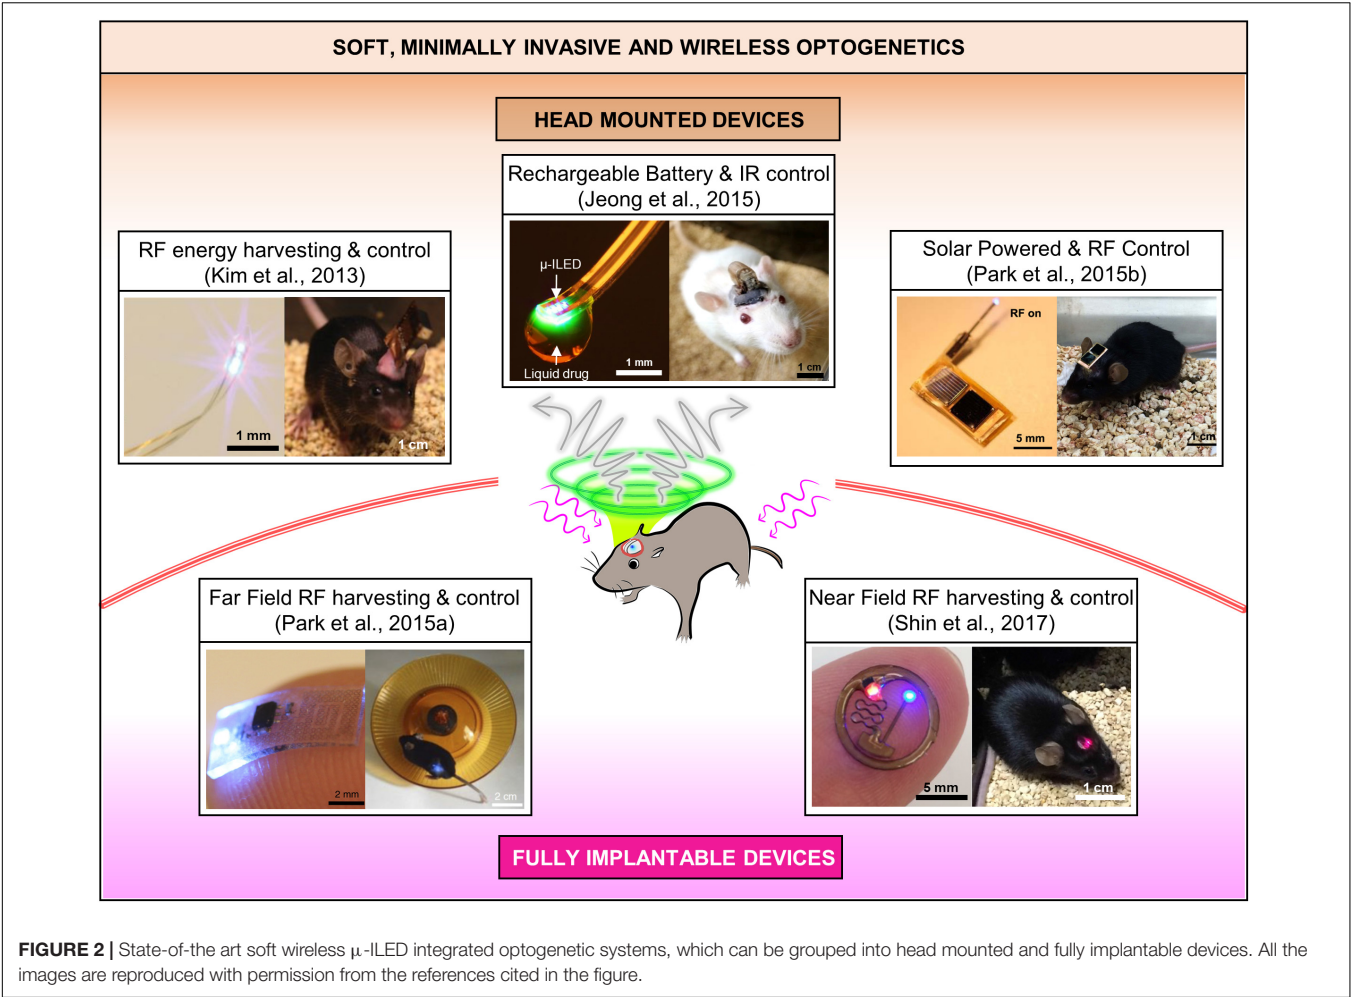 SOFT, MINIMALLY INVASIVE AND WIRELESS OPTOGENETICS
HEAD MOUNTED DEVICES
Rechargeable Battery & IR control
(Jeong et al., 2015)
μ-ILED
Liquid drug
1 mm
1 cm
RF energy harvesting & control
(Kim et al., 2013)
1 mm
1 cm
Solar Powered & RF Control
(Park et al., 2015b)
RF on
5 mm
1 cm
Far Field RF harvesting & control
(Park et al., 2015a)
2 mm
2 cm
Near Field RF harvesting & control
(Shin et al., 2017)
5 mm
1 cm
FULLY IMPLANTABLE DEVICES
FIGURE 2 | State-of-the art soft wireless μ-ILED integrated optogenetic systems, which can be grouped into head mounted and fully implantable devices. All the
images are reproduced with permission from the references cited in the figure.